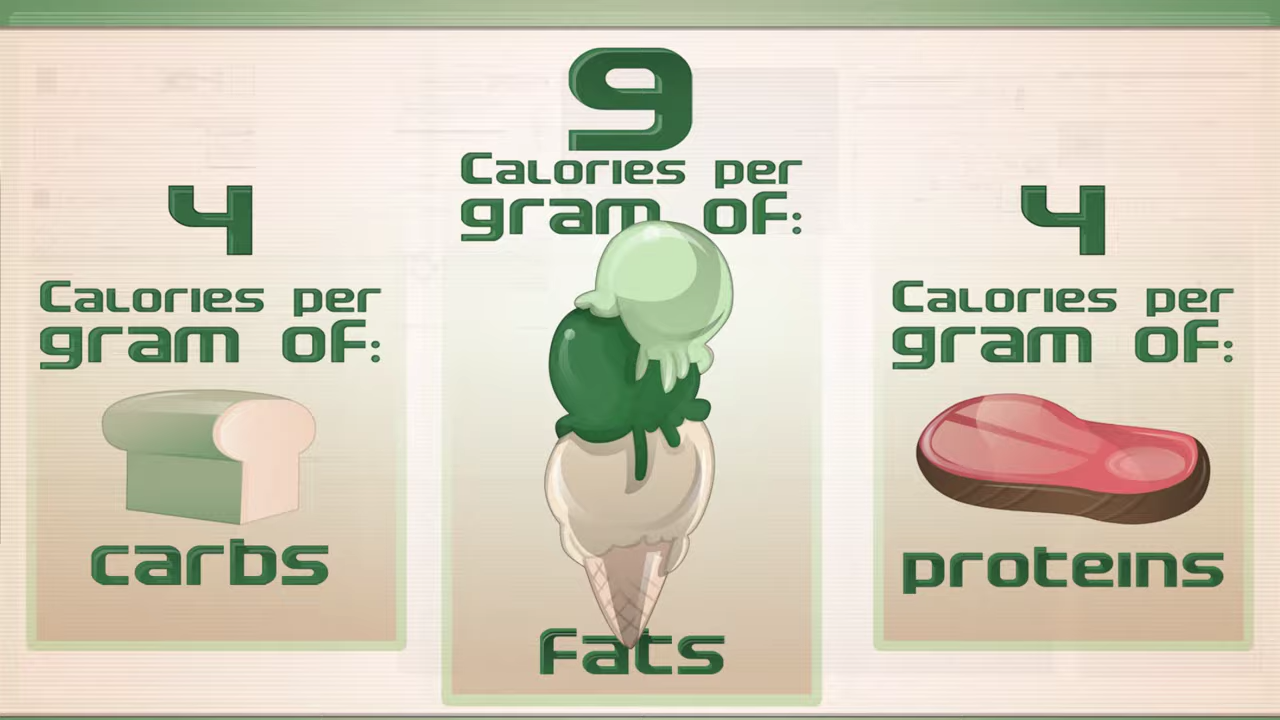 4
Calories per
gram of:
carbs
9
Calories per
gram of:
fats
4
Calories per
gram of:
proteins